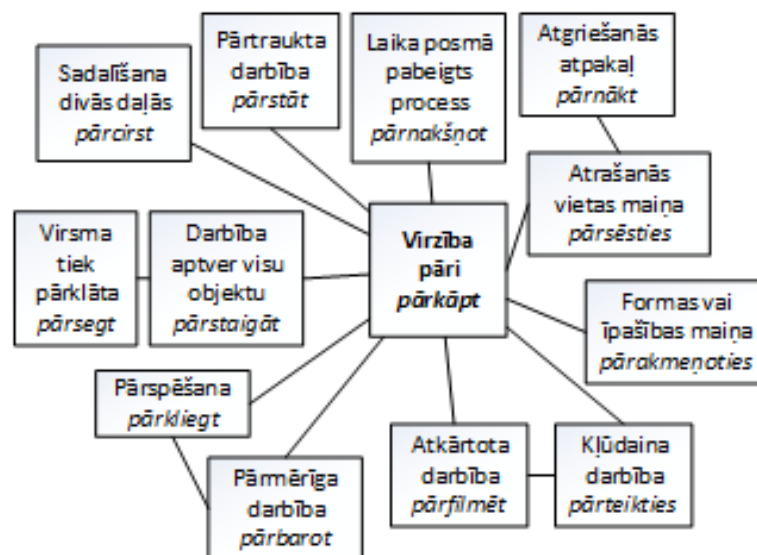 Sadalīšana
divās daļās
pārcirst
Pārtraukta
darbība
pārstāt
Laika posmā
pabeigts
process
pārnakšņot
Atgriešanās
atpakaļ
pārnākt
Atrašanās
vietas maiņa
pārsēsties
Virsma
tiek
pārklāta
pārsegt
Darbība
aptver visu
objektu
pārstaigāt
Virzība
pāri
pārkāpt
Formas vai
īpašības maiņa
pārakmeņoties
Pārspēšana
pārkliegt
Pārmērīga
darbība
pārbarot
Atkārtota
darbība
pārfilmēt
Kļūdaina
darbība
pārteikties